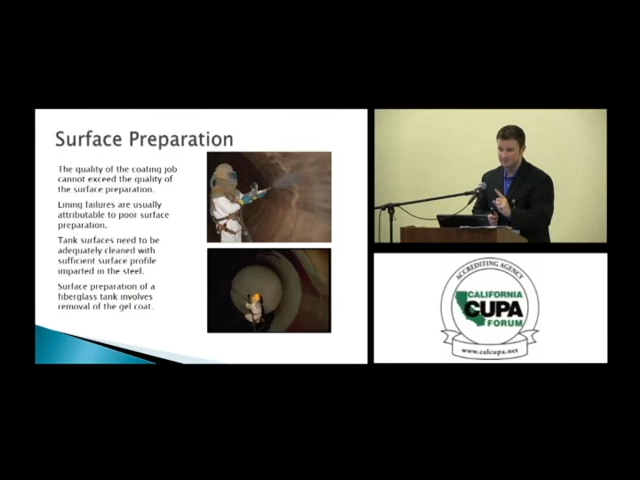 Surface Preparation
The quality of the coating job
cannot exceed the quality of
the surface preparation.
Lining failures are usually
attributable to poor surface
preparation.
Tank surfaces need to be
adequately cleaned with
sufficient surface profile
imparted in the steel.
Surface preparation of a
fiberglass tank involves
removal of the gel coat.
ACCREDITING AGENCY
CALIFORNIA
CUPA
FORUM
www.calcupa.net